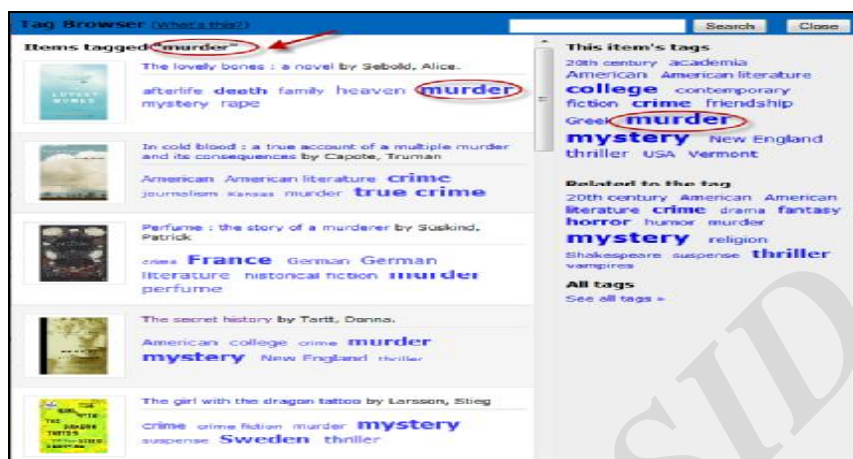 Tag Browser (What's this?)
Search
Close
Items tagged "murder"
The lovely bones : a novel by Sebold, Alice.
afterlife death family heaven murder
mystery rape
In cold blood : a true account of a multiple murder
and its consequences by Capote, Truman
American American literature crime
journalism Kansas murder true crime
Perfume : the story of a murderer by Süskind,
Patrick
crime France German German
literature historical fiction murder
perfume
The secret history by Tartt, Donna.
American college crime murder
mystery New England thriller
The girl with the dragon tattoo by Larsson, Stieg
crime crime fiction murder mystery
suspense Sweden thriller
This item's tags
20th century academia
American American literature
college contemporary
fiction crime friendship
Greek murder
mystery New England
thriller USA Vermont
Related to the tag
20th century American American
literature crime drama fantasy
horror humor murder
mystery religion
Shakespeare suspense thriller
vampires
All tags
See all tags »
SID